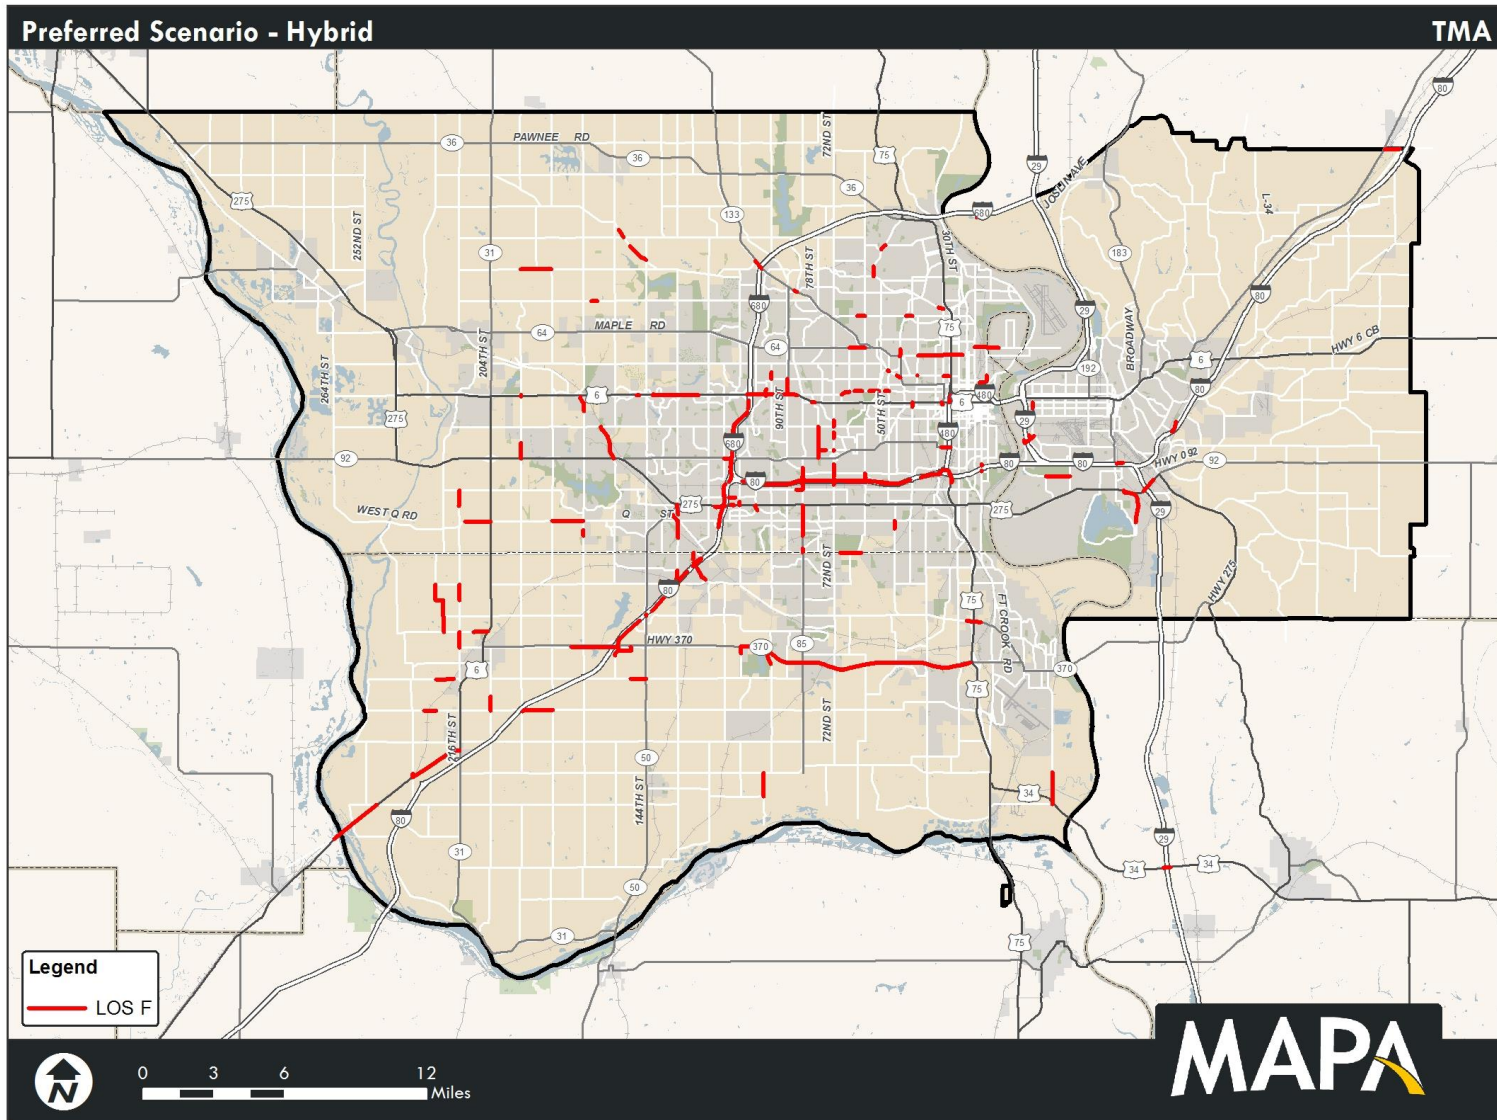 Preferred Scenario - Hybrid
TMA
80
PAWNEE RD
72ND ST
36
36
75
29
JOSLIN AVE
36
275
252ND ST
133
680
L-34
31
78TH ST
30TH ST
183
80
680
29
64
MAPLE RD
75
BROADWAY
204TH ST
64
HWY 6 CB
6
192
264TH ST
6
90TH ST
50TH ST
480
6
80
275
29
680
480
92
80
80
80
HWY 092
92
275
WEST Q RD
Q ST
275
29
72ND ST
HWY 275
80
75
FT CROOK RD
HWY 370
370
85
370
6
75
216TH ST
72ND ST
50
144TH ST
34
80
29
31
34
34
50
31
75
Legend
LOS F
N
0 3 6 12
Miles
MAPA